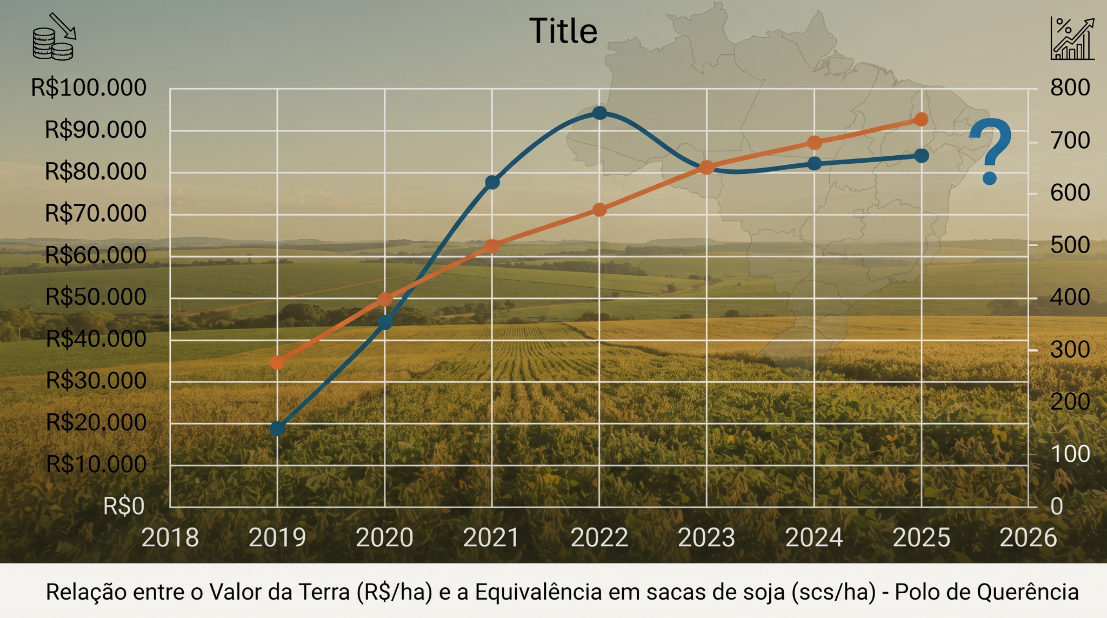 Title
%
R$100.000
R$90.000
R$80.000
R$70.000
R$60.000
R$50.000
R$40.000
R$30.000
R$20.000
R$10.000
R$0
800
700
600
500
400
300
200
100
0
?
2018 2019 2020 2021 2022 2023 2024 2025 2026
Relação entre o Valor da Terra (R$/ha) e a Equivalência em sacas de soja (scs/ha) - Polo de Querência